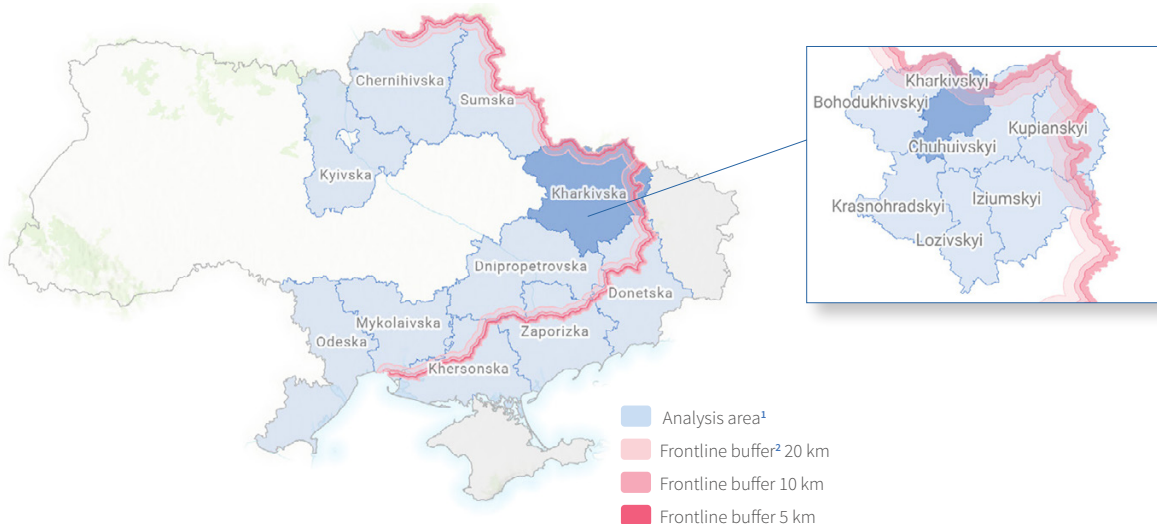 Chernihivska
Sumska
Kyivska
Kharkivska
Dnipropetrovska
Donetska
Mykolaivska
Zaporizka
Odeska
Khersonska
Kharkivskyi
Bohodukhivskyi
Kupianskyi
Chuhuivskyi
Krasnohradskyi
Iziumskyi
Lozivskyi
Analysis area¹
Frontline buffer² 20 km
Frontline buffer 10 km
Frontline buffer 5 km